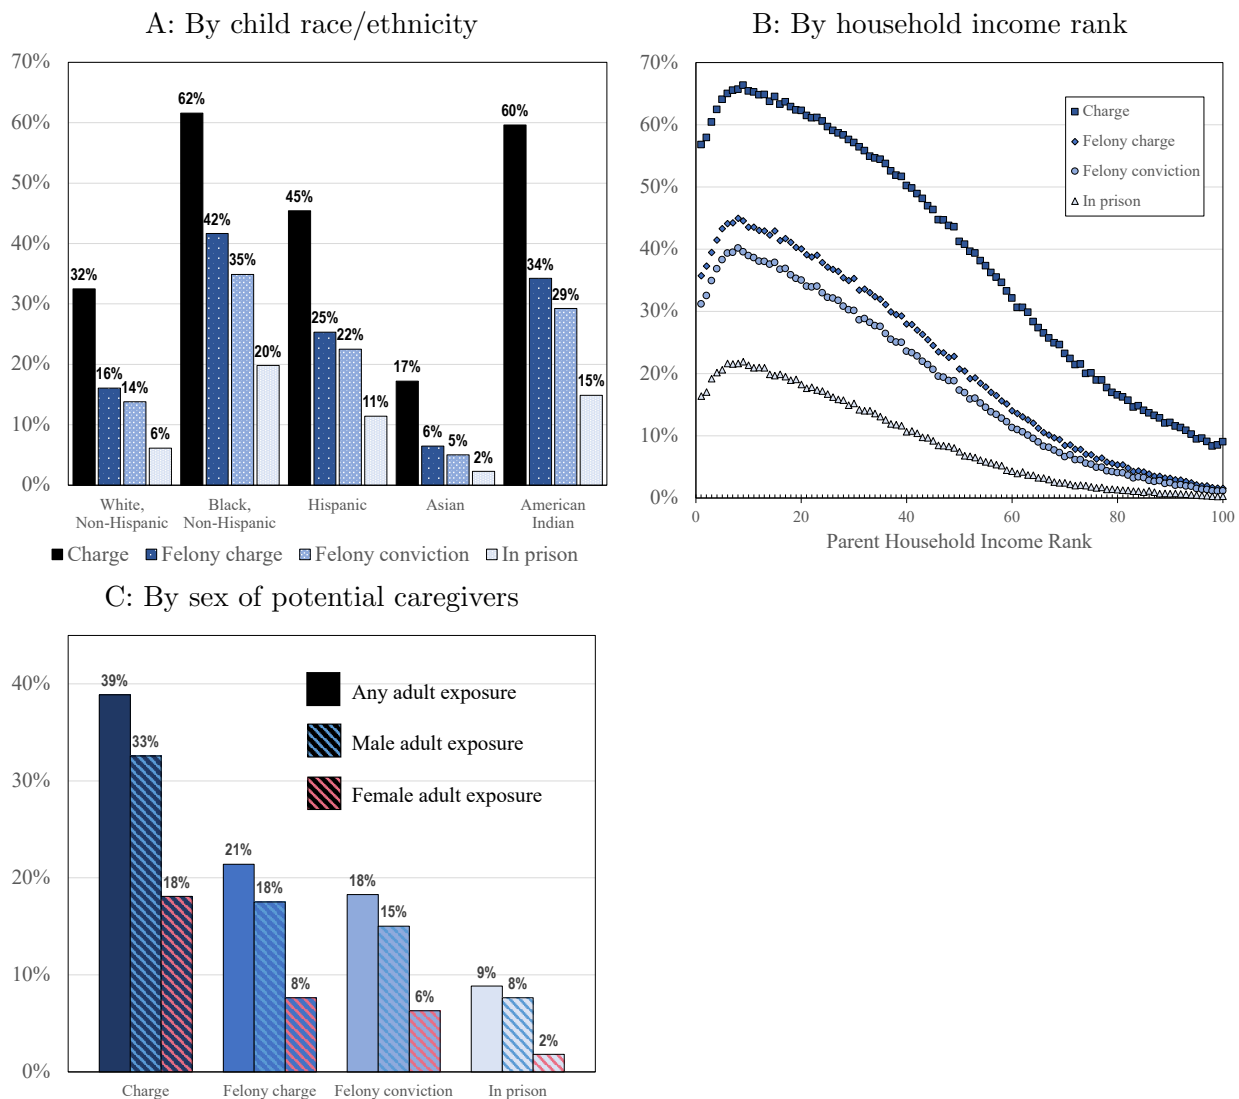 A: By child race/ethnicity
70%
60%
50%
40%
30%
20%
10%
0%
32%
16%
14%
6%
62%
42%
35%
20%
45%
25%
22%
11%
17%
6%
5%
2%
60%
34%
29%
15%
White,
Non-Hispanic
Black,
Non-Hispanic
Hispanic
Asian
American
Indian
Charge
Felony charge
Felony conviction
In prison
B: By household income rank
70%
60%
50%
40%
30%
20%
10%
0%
Charge
Felony charge
Felony conviction
In prison
0
20
40
60
80
100
Parent Household Income Rank
C: By sex of potential caregivers
40%
30%
20%
10%
0%
Any adult exposure
Male adult exposure
Female adult exposure
39%
33%
18%
21%
18%
8%
18%
15%
6%
9%
8%
2%
Charge
Felony charge
Felony conviction
In prison